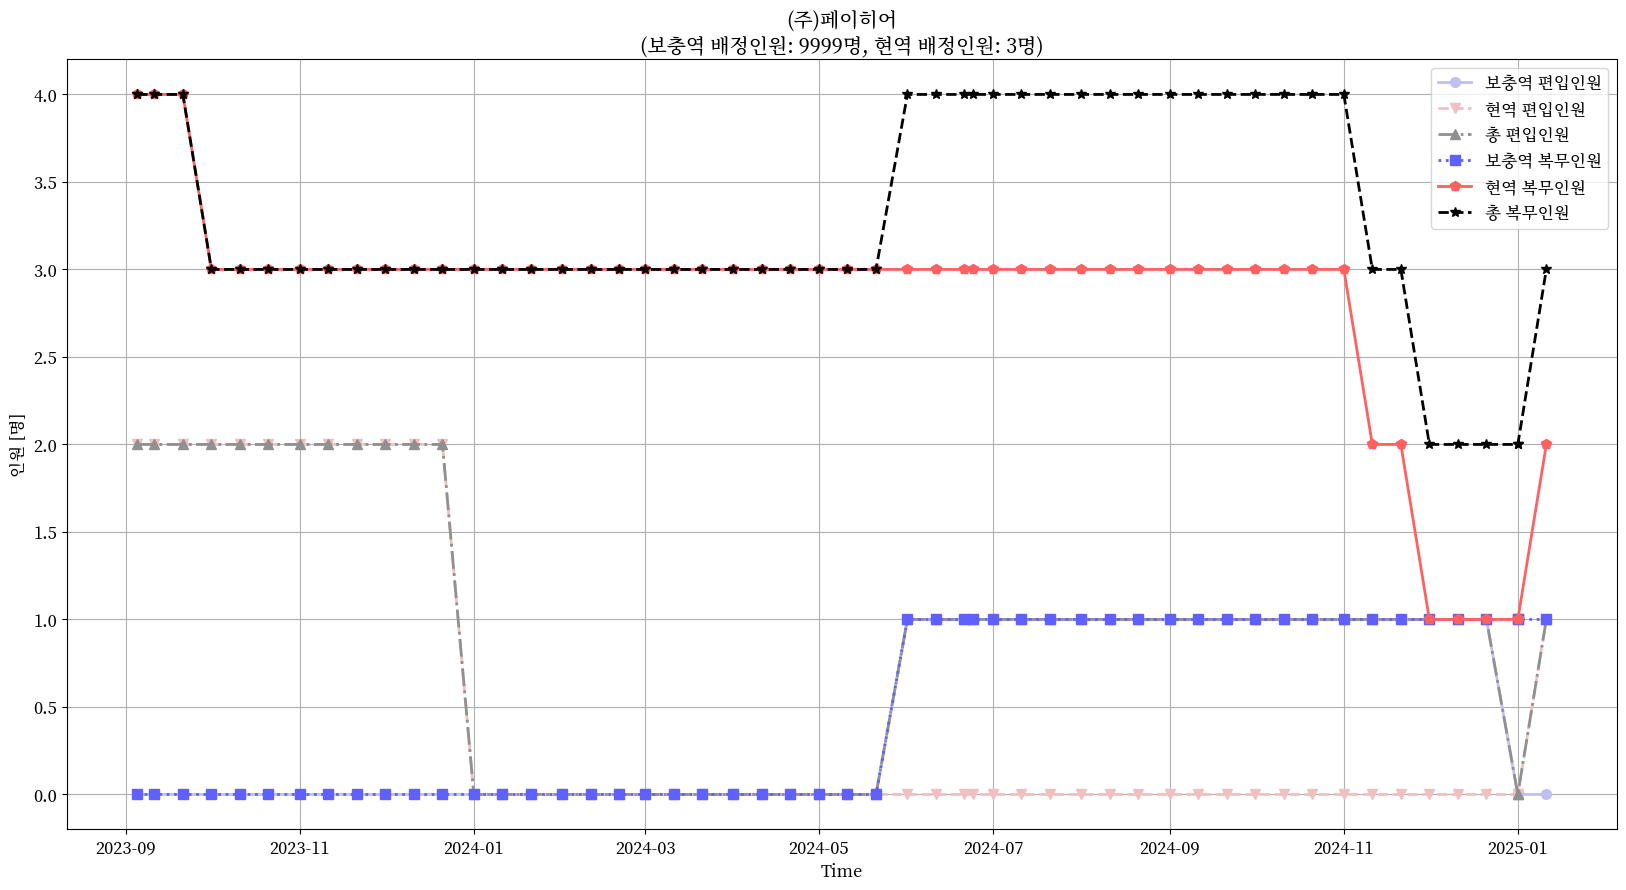 (주)페이히어
(보충역 배정인원: 9999명, 현역 배정인원: 3명)
보충역 편입인원
현역 편입인원
총 편입인원
보충역 복무인원
현역 복무인원
총 복무인원
인원 [명]
4.0
3.5
3.0
2.5
2.0
1.5
1.0
0.5
0.0
2023-09 2023-11 2024-01 2024-03 2024-05 2024-07 2024-09 2024-11 2025-01
Time